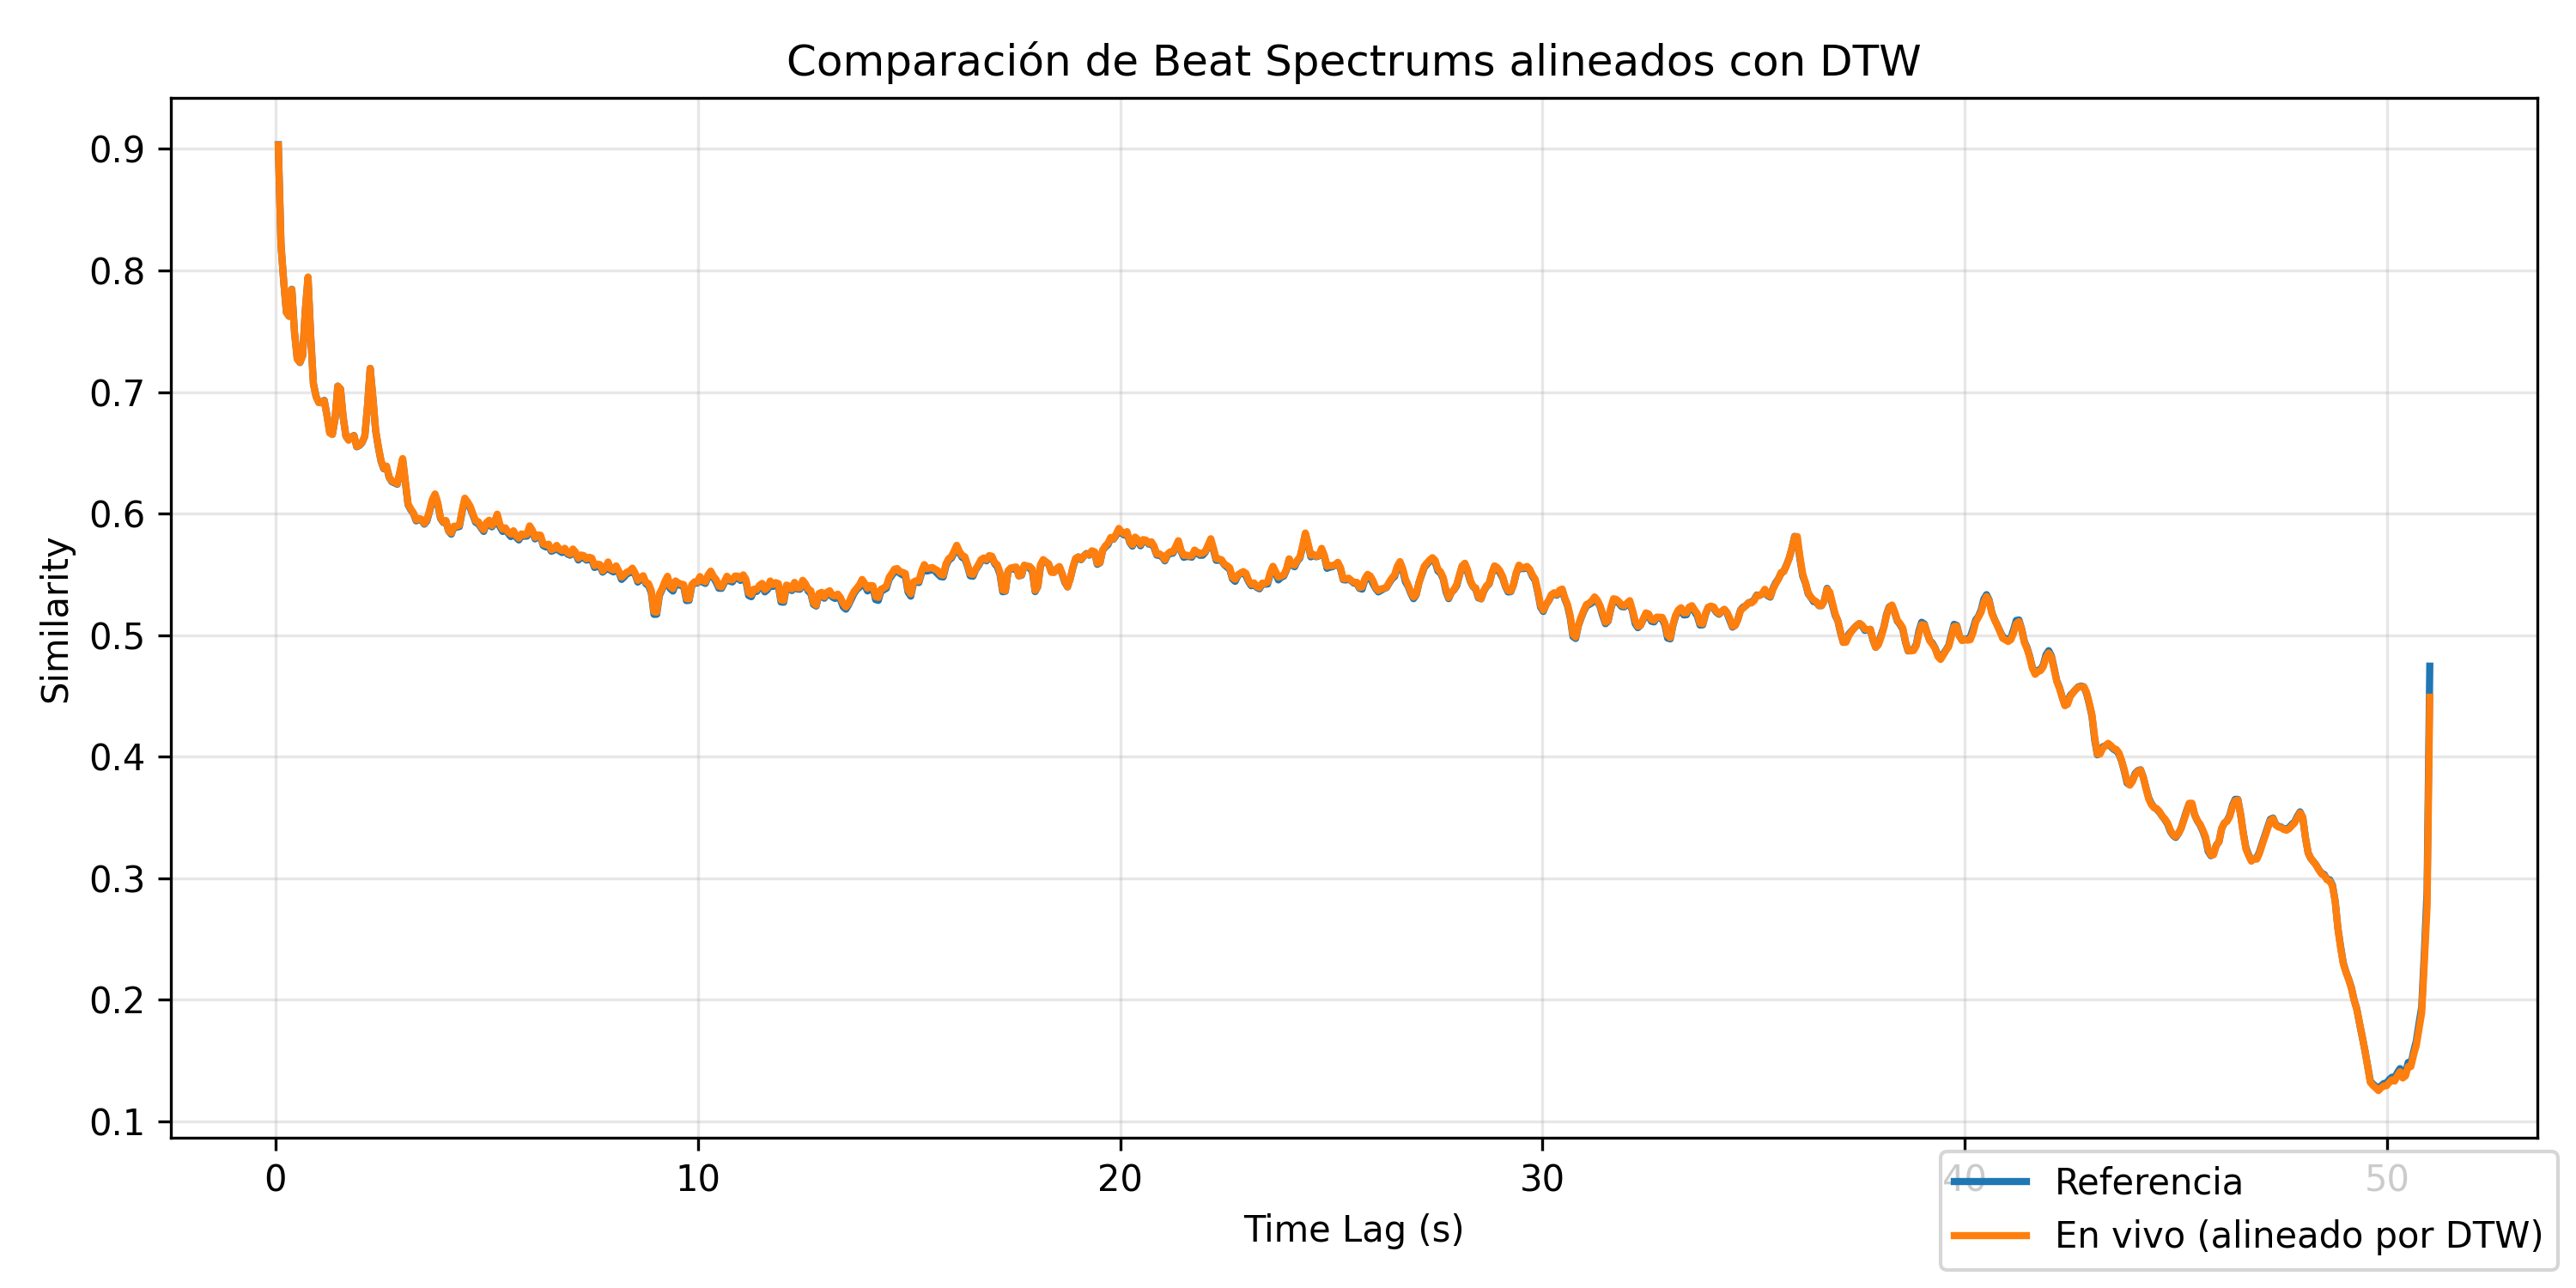 Comparación de Beat Spectrums alineados con DTW
Similarity
0.9
0.8
0.7
0.6
0.5
0.4
0.3
0.2
0.1
0 10 20 30 40 50
Time Lag (s)
Referencia
En vivo (alineado por DTW)